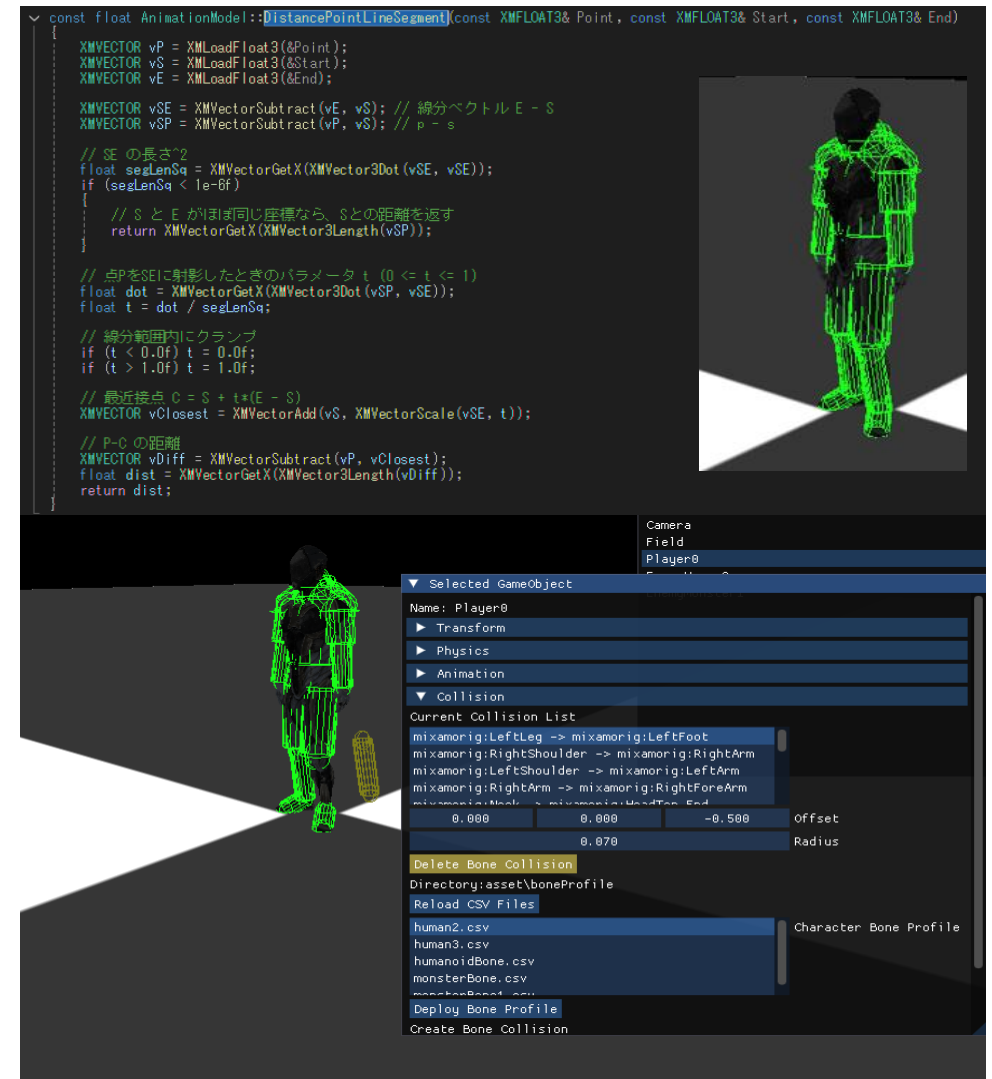 const float AnimationModel::DistancePointLineSegment(const XMFLOAT3& Point, const XMFLOAT3& Start, const XMFLOAT3& End)
{
XMVECTOR vP = XMLoadFloat3(&Point);
XMVECTOR vS = XMLoadFloat3(&Start);
XMVECTOR vE = XMLoadFloat3(&End);
XMVECTOR vSE = XMVectorSubtract(vE, vS); // 線分ベクトル E - S
XMVECTOR vSP = XMVectorSubtract(vP, vS); // p - s
// SE の長さ^2
float segLenSq = XMVectorGetX(XMVector3Dot(vSE, vSE));
if (segLenSq < 1e-6f)
{
// S と E がほぼ同じ座標なら、Sとの距離を返す
return XMVectorGetX(XMVector3Length(vSP));
}
// 点PをSEに射影したときのパラメータ t (0 <= t <= 1)
float dot = XMVectorGetX(XMVector3Dot(vSP, vSE));
float t = dot / segLenSq;
// 線分範囲内にクランプ
if (t < 0.0f) t = 0.0f;
if (t > 1.0f) t = 1.0f;
// 最近接点 C = S + t*(E - S)
XMVECTOR vClosest = XMVectorAdd(vS, XMVectorScale(vSE, t));
// P-C の距離
XMVECTOR vDiff = XMVectorSubtract(vP, vClosest);
float dist = XMVectorGetX(XMVector3Length(vDiff));
return dist;
}
Camera
Field
Player0
Selected GameObject
Name: Player0
Transform
Physics
Animation
Collision
Current Collision List
mixamorig:LeftLeg -> mixamorig:LeftFoot
mixamorig:RightShoulder -> mixamorig:RightArm
mixamorig:LeftShoulder -> mixamorig:LeftArm
mixamorig:RightArm -> mixamorig:RightForeArm
mixamorig:Neck -> mixamorig:HeadTop_End
0.000 0.000 -0.500 Offset
0.070 Radius
Delete Bone Collision
Directory:asset\boneProfile
Reload CSV Files
human2.csv Character Bone Profile
human3.csv
humanoidBone.csv
monsterBone.csv
monsterBone1.csv
Deploy Bone Profile
Create Bone Collision